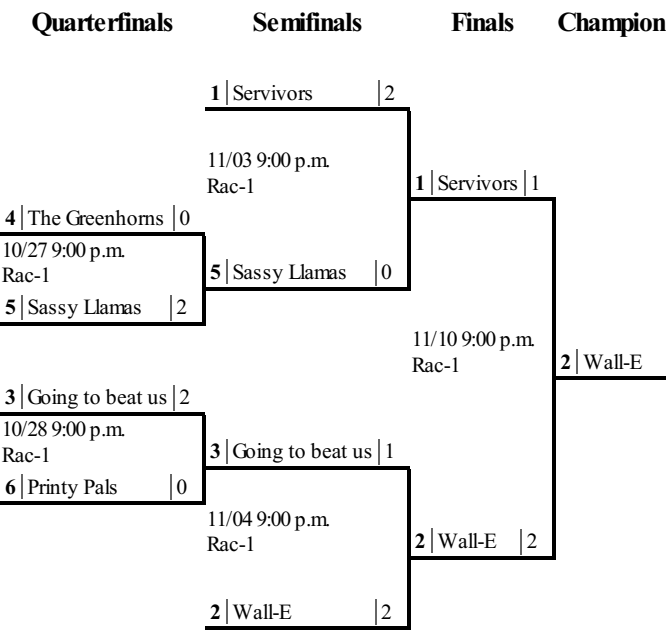 Quarterfinals Semifinals Finals Champion
1 Servivors 2
11/03 9:00 p.m.
Rac-1
1 Servivors 1
4 The Greenhorns 0
10/27 9:00 p.m.
Rac-1
5 Sassy Llamas 0
5 Sassy Llamas 2
11/10 9:00 p.m.
Rac-1
2 Wall-E
3 Going to beat us 2
10/28 9:00 p.m.
Rac-1
3 Going to beat us 1
6 Printy Pals 0
11/04 9:00 p.m.
Rac-1
2 Wall-E 2
2 Wall-E 2